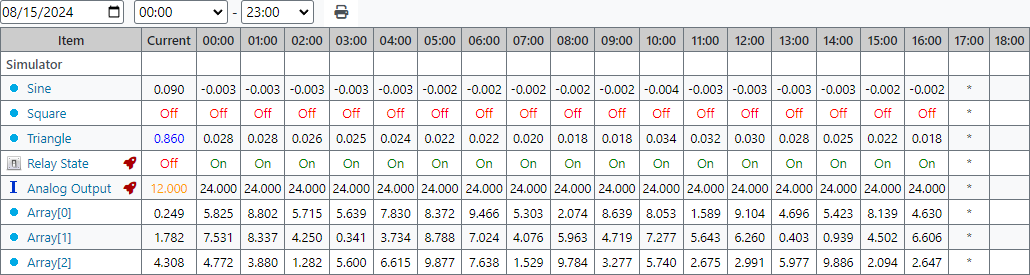 08/15/2024 00:00 - 23:00
Item Current 00:00 01:00 02:00 03:00 04:00 05:00 06:00 07:00 08:00 09:00 10:00 11:00 12:00 13:00 14:00 15:00 16:00 17:00 18:00
Simulator
Sine 0.090 -0.003 -0.003 -0.003 -0.003 -0.003 -0.002 -0.002 -0.002 -0.002 -0.002 -0.004 -0.003 -0.003 -0.003 -0.003 -0.002 -0.002 *
Square Off Off Off Off Off Off Off Off Off Off Off Off Off Off Off Off Off Off *
Triangle 0.860 0.028 0.028 0.026 0.025 0.024 0.022 0.022 0.020 0.018 0.018 0.034 0.032 0.030 0.028 0.025 0.022 0.018 *
Relay State Off On On On On On On On On On On On On On On On On On *
Analog Output 12.000 24.000 24.000 24.000 24.000 24.000 24.000 24.000 24.000 24.000 24.000 24.000 24.000 24.000 24.000 24.000 24.000 24.000 *
Array[0] 0.249 5.825 8.802 5.715 5.639 7.830 8.372 9.466 5.303 2.074 8.639 8.053 1.589 9.104 4.696 5.423 8.139 4.630 *
Array[1] 1.782 7.531 8.337 4.250 0.341 3.734 8.788 7.024 4.076 5.963 4.719 7.277 5.643 6.260 0.403 0.939 4.502 6.606 *
Array[2] 4.308 4.772 3.880 1.282 5.600 6.615 9.877 7.638 1.529 9.784 3.277 5.740 2.675 2.991 5.977 9.886 2.094 2.647 *